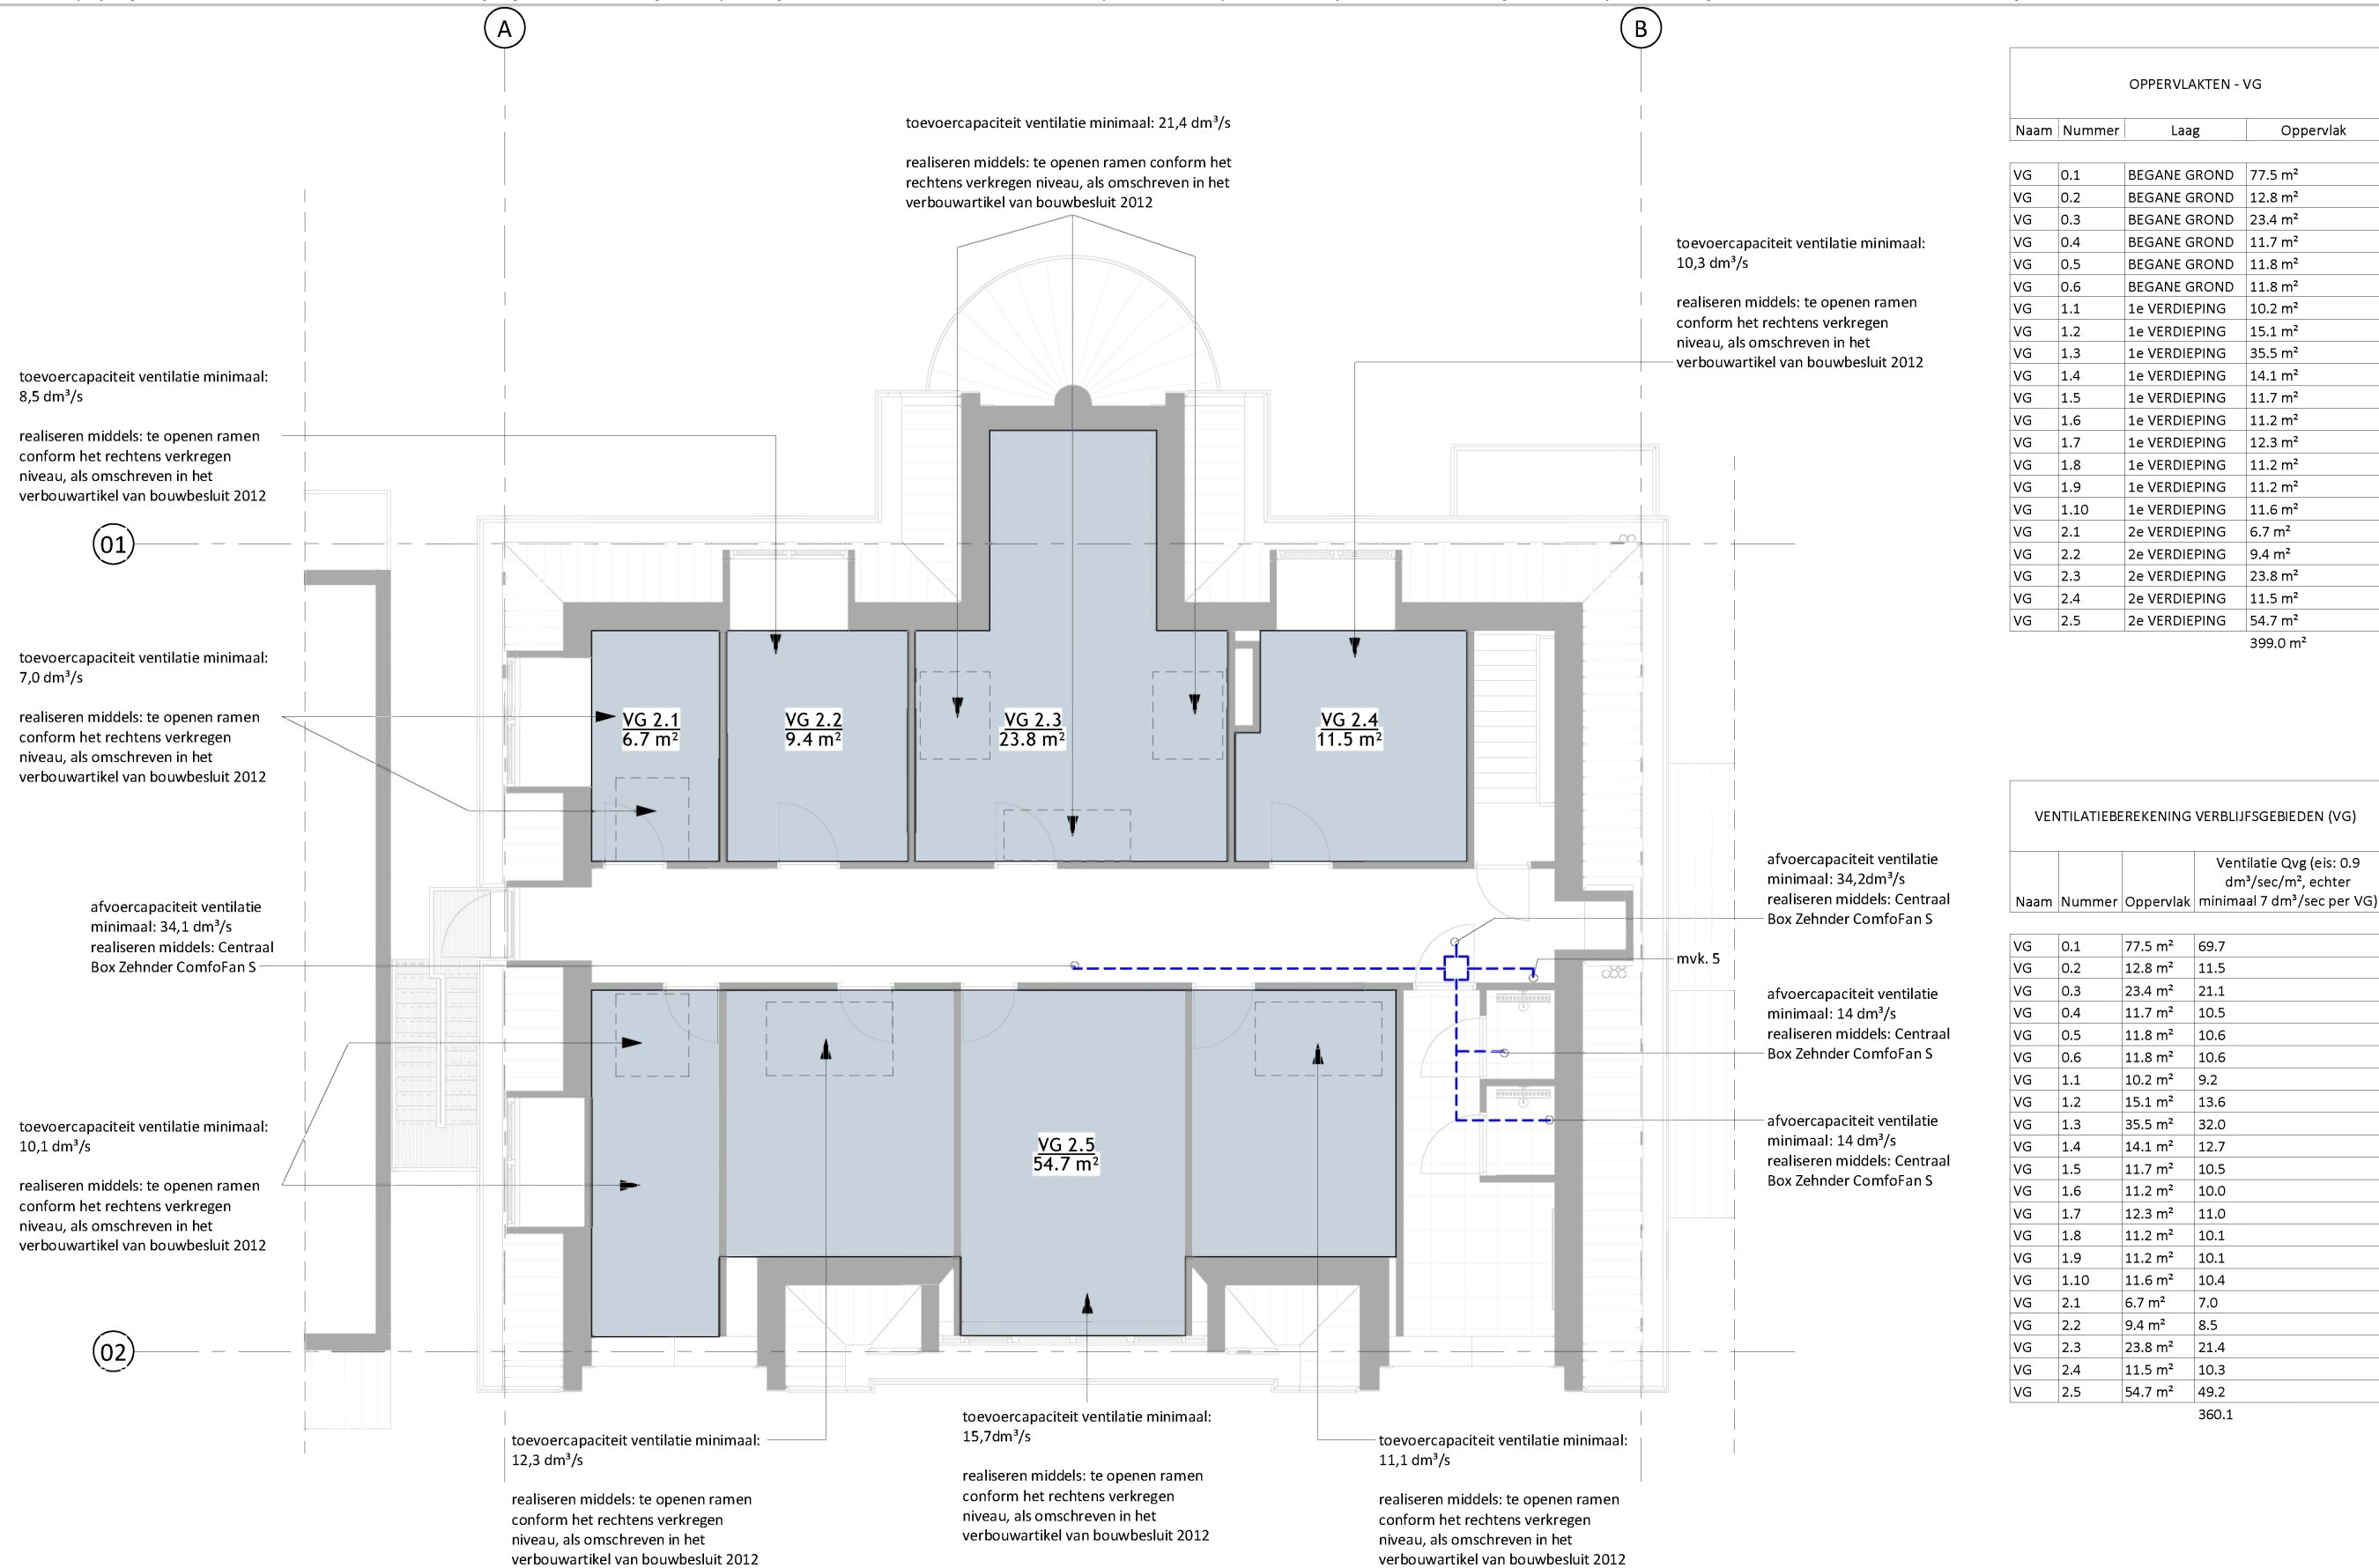 A
B
toevoercapaciteit ventilatie minimaal: 21,4 dm³/s
realiseren middels: te openen ramen conform het
rechtens verkregen niveau, als omschreven in het
verbouwartikel van bouwbesluit 2012
toevoercapaciteit ventilatie minimaal:
10,3 dm³/s
realiseren middels: te openen ramen
conform het rechtens verkregen
niveau, als omschreven in het
verbouwartikel van bouwbesluit 2012
toevoercapaciteit ventilatie minimaal:
8,5 dm³/s
realiseren middels: te openen ramen
conform het rechtens verkregen
niveau, als omschreven in het
verbouwartikel van bouwbesluit 2012
01
toevoercapaciteit ventilatie minimaal:
7,0 dm³/s
realiseren middels: te openen ramen
conform het rechtens verkregen
niveau, als omschreven in het
verbouwartikel van bouwbesluit 2012
VG 2.1
6.7 m²
VG 2.2
9.4 m²
VG 2.3
23.8 m²
VG 2.4
11.5 m²
afvoercapaciteit ventilatie
minimaal: 34,1 dm³/s
realiseren middels: Centraal
Box Zehnder ComfoFan S
afvoercapaciteit ventilatie
minimaal: 34,2dm³/s
realiseren middels: Centraal
Box Zehnder ComfoFan S
mvk. 5
afvoercapaciteit ventilatie
minimaal: 14 dm³/s
realiseren middels: Centraal
Box Zehnder ComfoFan S
afvoercapaciteit ventilatie
minimaal: 14 dm³/s
realiseren middels: Centraal
Box Zehnder ComfoFan S
toevoercapaciteit ventilatie minimaal:
10,1 dm³/s
realiseren middels: te openen ramen
conform het rechtens verkregen
niveau, als omschreven in het
verbouwartikel van bouwbesluit 2012
VG 2.5
54.7 m²
02
toevoercapaciteit ventilatie minimaal:
12,3 dm³/s
realiseren middels: te openen ramen
conform het rechtens verkregen
niveau, als omschreven in het
verbouwartikel van bouwbesluit 2012
toevoercapaciteit ventilatie minimaal:
15,7dm³/s
realiseren middels: te openen ramen
conform het rechtens verkregen
niveau, als omschreven in het
verbouwartikel van bouwbesluit 2012
toevoercapaciteit ventilatie minimaal:
11,1 dm³/s
realiseren middels: te openen ramen
conform het rechtens verkregen
niveau, als omschreven in het
verbouwartikel van bouwbesluit 2012
OPPERVLAKTEN - VG
Naam Nummer Laag Oppervlak
VG 0.1 BEGANE GROND 77.5 m²
VG 0.2 BEGANE GROND 12.8 m²
VG 0.3 BEGANE GROND 23.4 m²
VG 0.4 BEGANE GROND 11.7 m²
VG 0.5 BEGANE GROND 11.8 m²
VG 0.6 BEGANE GROND 11.8 m²
VG 1.1 1e VERDIEPING 10.2 m²
VG 1.2 1e VERDIEPING 15.1 m²
VG 1.3 1e VERDIEPING 35.5 m²
VG 1.4 1e VERDIEPING 14.1 m²
VG 1.5 1e VERDIEPING 11.7 m²
VG 1.6 1e VERDIEPING 11.2 m²
VG 1.7 1e VERDIEPING 12.3 m²
VG 1.8 1e VERDIEPING 11.2 m²
VG 1.9 1e VERDIEPING 11.2 m²
VG 1.10 1e VERDIEPING 11.6 m²
VG 2.1 2e VERDIEPING 6.7 m²
VG 2.2 2e VERDIEPING 9.4 m²
VG 2.3 2e VERDIEPING 23.8 m²
VG 2.4 2e VERDIEPING 11.5 m²
VG 2.5 2e VERDIEPING 54.7 m²
399.0 m²
VENTILATIEBEREKENING VERBLIJFSGEBIEDEN (VG)
Ventilatie Qvg (eis: 0.9
dm³/sec/m², echter
Naam Nummer Oppervlak minimaal 7 dm³/sec per VG)
VG 0.1 77.5 m² 69.7
VG 0.2 12.8 m² 11.5
VG 0.3 23.4 m² 21.1
VG 0.4 11.7 m² 10.5
VG 0.5 11.8 m² 10.6
VG 0.6 11.8 m² 10.6
VG 1.1 10.2 m² 9.2
VG 1.2 15.1 m² 13.6
VG 1.3 35.5 m² 32.0
VG 1.4 14.1 m² 12.7
VG 1.5 11.7 m² 10.5
VG 1.6 11.2 m² 10.0
VG 1.7 12.3 m² 11.0
VG 1.8 11.2 m² 10.1
VG 1.9 11.2 m² 10.1
VG 1.10 11.6 m² 10.4
VG 2.1 6.7 m² 7.0
VG 2.2 9.4 m² 8.5
VG 2.3 23.8 m² 21.4
VG 2.4 11.5 m² 10.3
VG 2.5 54.7 m² 49.2
360.1